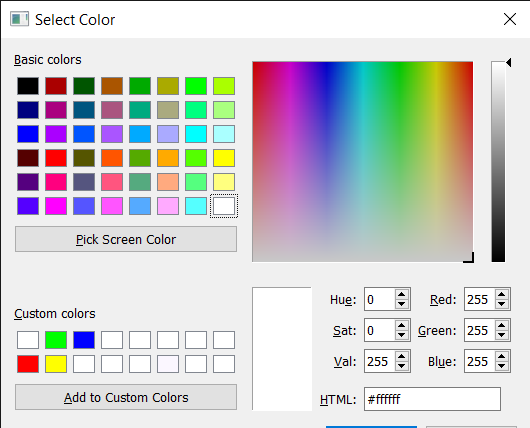 Select Color
Basic colors
Pick Screen Color
Custom colors
Add to Custom Colors
Hue: 0 Red: 255
Sat: 0 Green: 255
Val: 255 Blue: 255
HTML: #ffffff